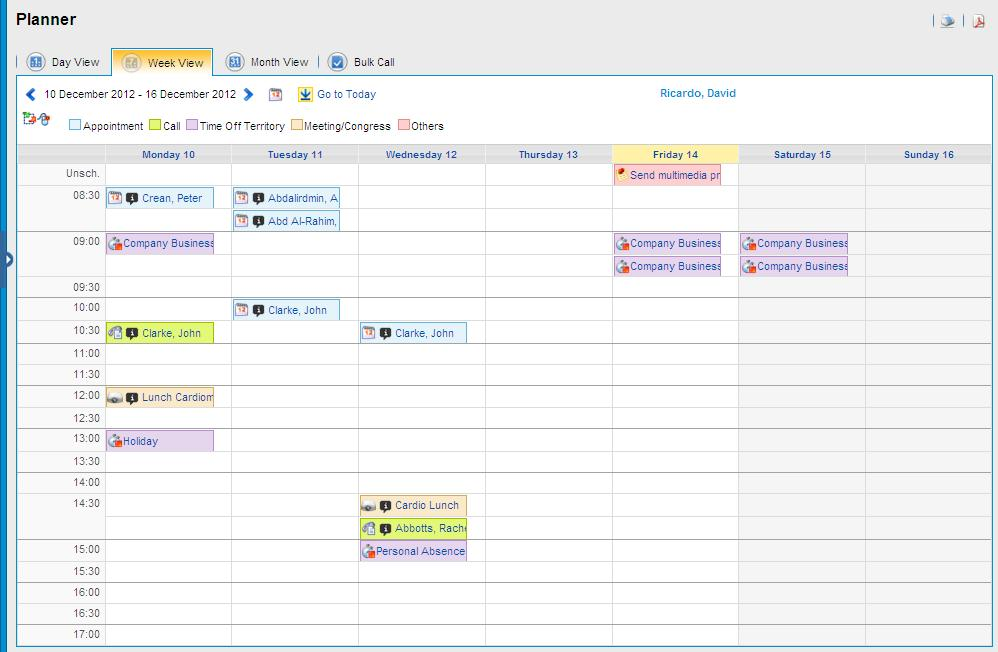 Planner
Day View Week View Month View Bulk Call
10 December 2012 - 16 December 2012 Go to Today Ricardo, David
Appointment Call Time Off Territory Meeting/Congress Others
Monday 10 Tuesday 11 Wednesday 12 Thursday 13 Friday 14 Saturday 15 Sunday 16
Unsch. Send multimedia pr
08:30 Crean, Peter Abdalirdmin, A
Abd Al-Rahim,
09:00 Company Business Company Business Company Business
Company Business Company Business
09:30
10:00 Clarke, John
10:30 Clarke, John Clarke, John
11:00
11:30
12:00 Lunch Cardiom
12:30
13:00 Holiday
13:30
14:00
14:30 Cardio Lunch
Abbotts, Rache
15:00 Personal Absence
15:30
16:00
16:30
17:00